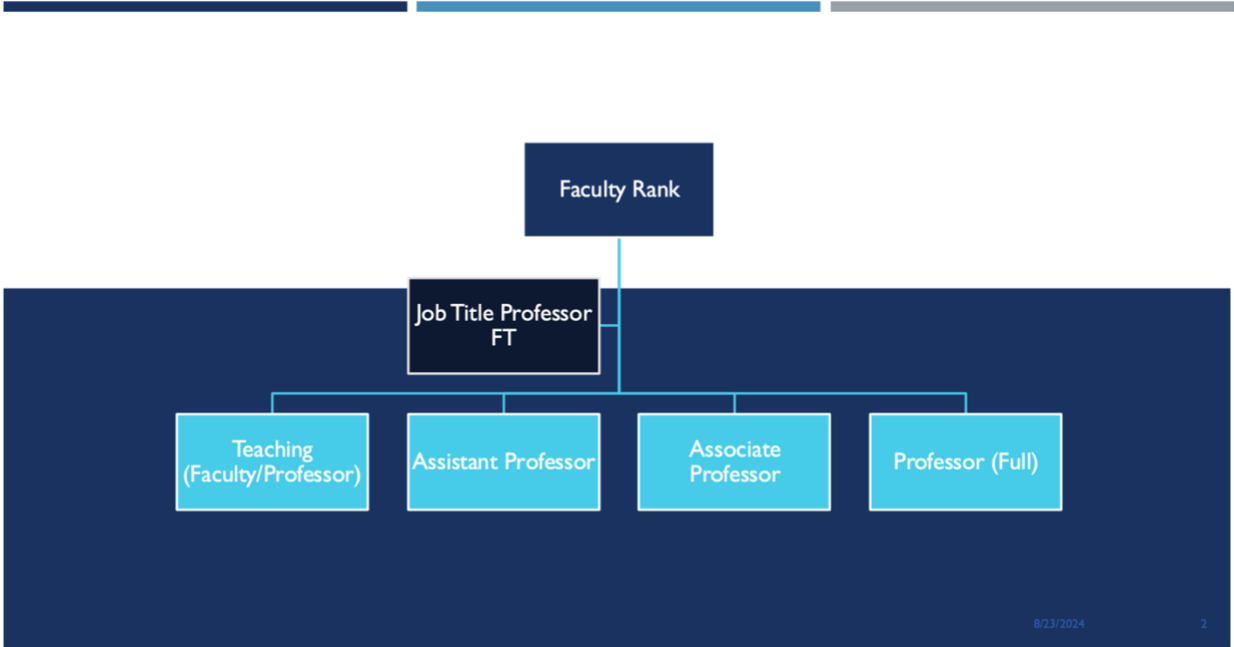 Faculty Rank
Job Title Professor
FT
Teaching
(Faculty/Professor)
Assistant Professor
Associate
Professor
Professor (Full)
8/23/2024
2